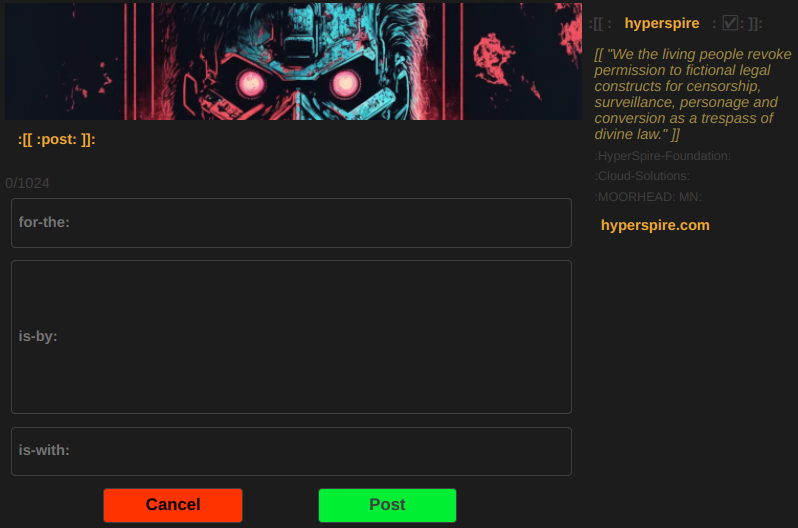 :[[ :post: ]]:
0/1024
for-the:
is-by:
is-with:
Cancel
Post
:[[ : hyperspire : ☑: ]]:
[[ "We the living people revoke
permission to fictional legal
constructs for censorship,
surveillance, personage and
conversion as a trespass of
divine law." ]]
:HyperSpire-Foundation:
:Cloud-Solutions:
:MOORHEAD: MN:
hyperspire.com